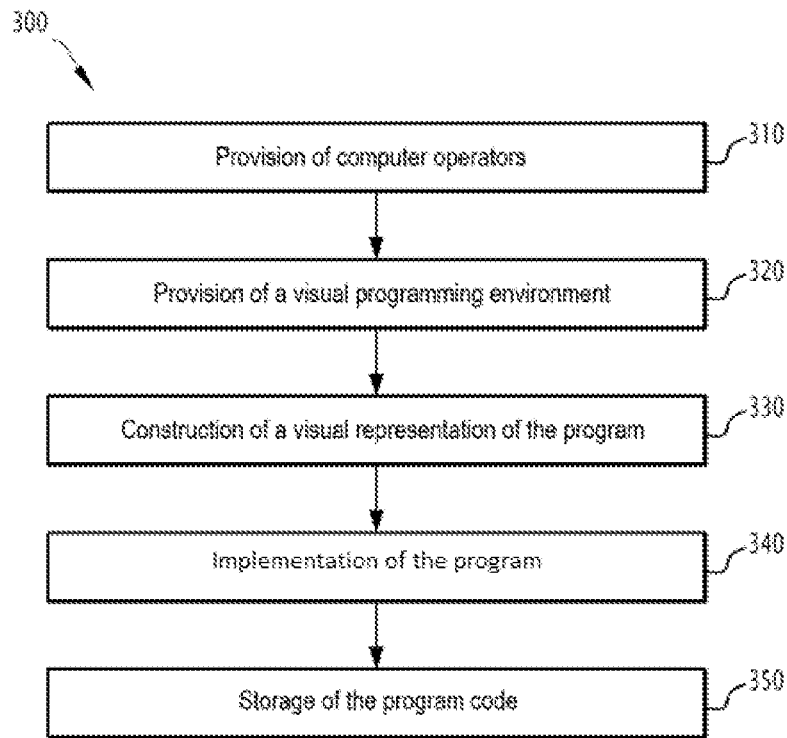 300
Provision of computer operators
310
Provision of a visual programming environment
320
Construction of a visual representation of the program
330
Implementation of the program
340
Storage of the program code
350